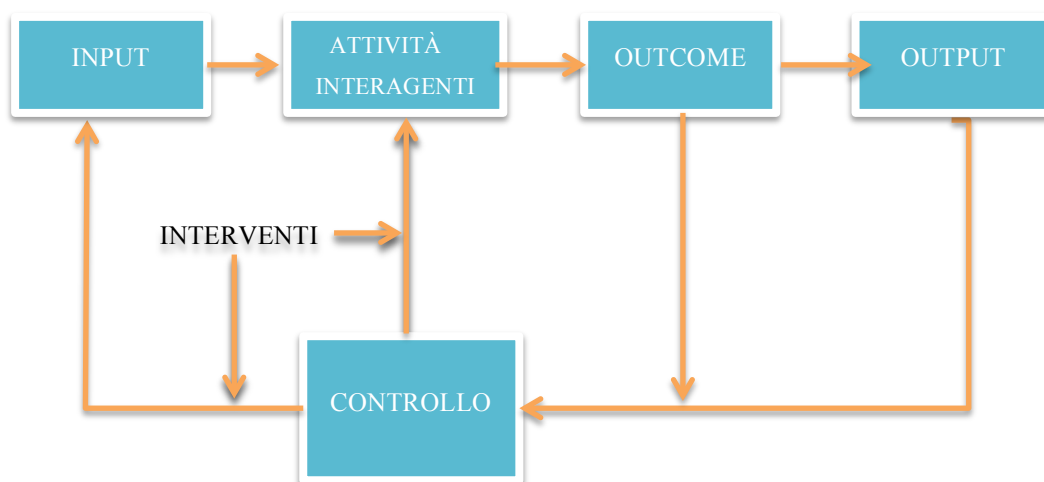 INPUT
ATTIVITÀ
INTERAGENTI
OUTCOME
OUTPUT
INTERVENTI
CONTROLLO